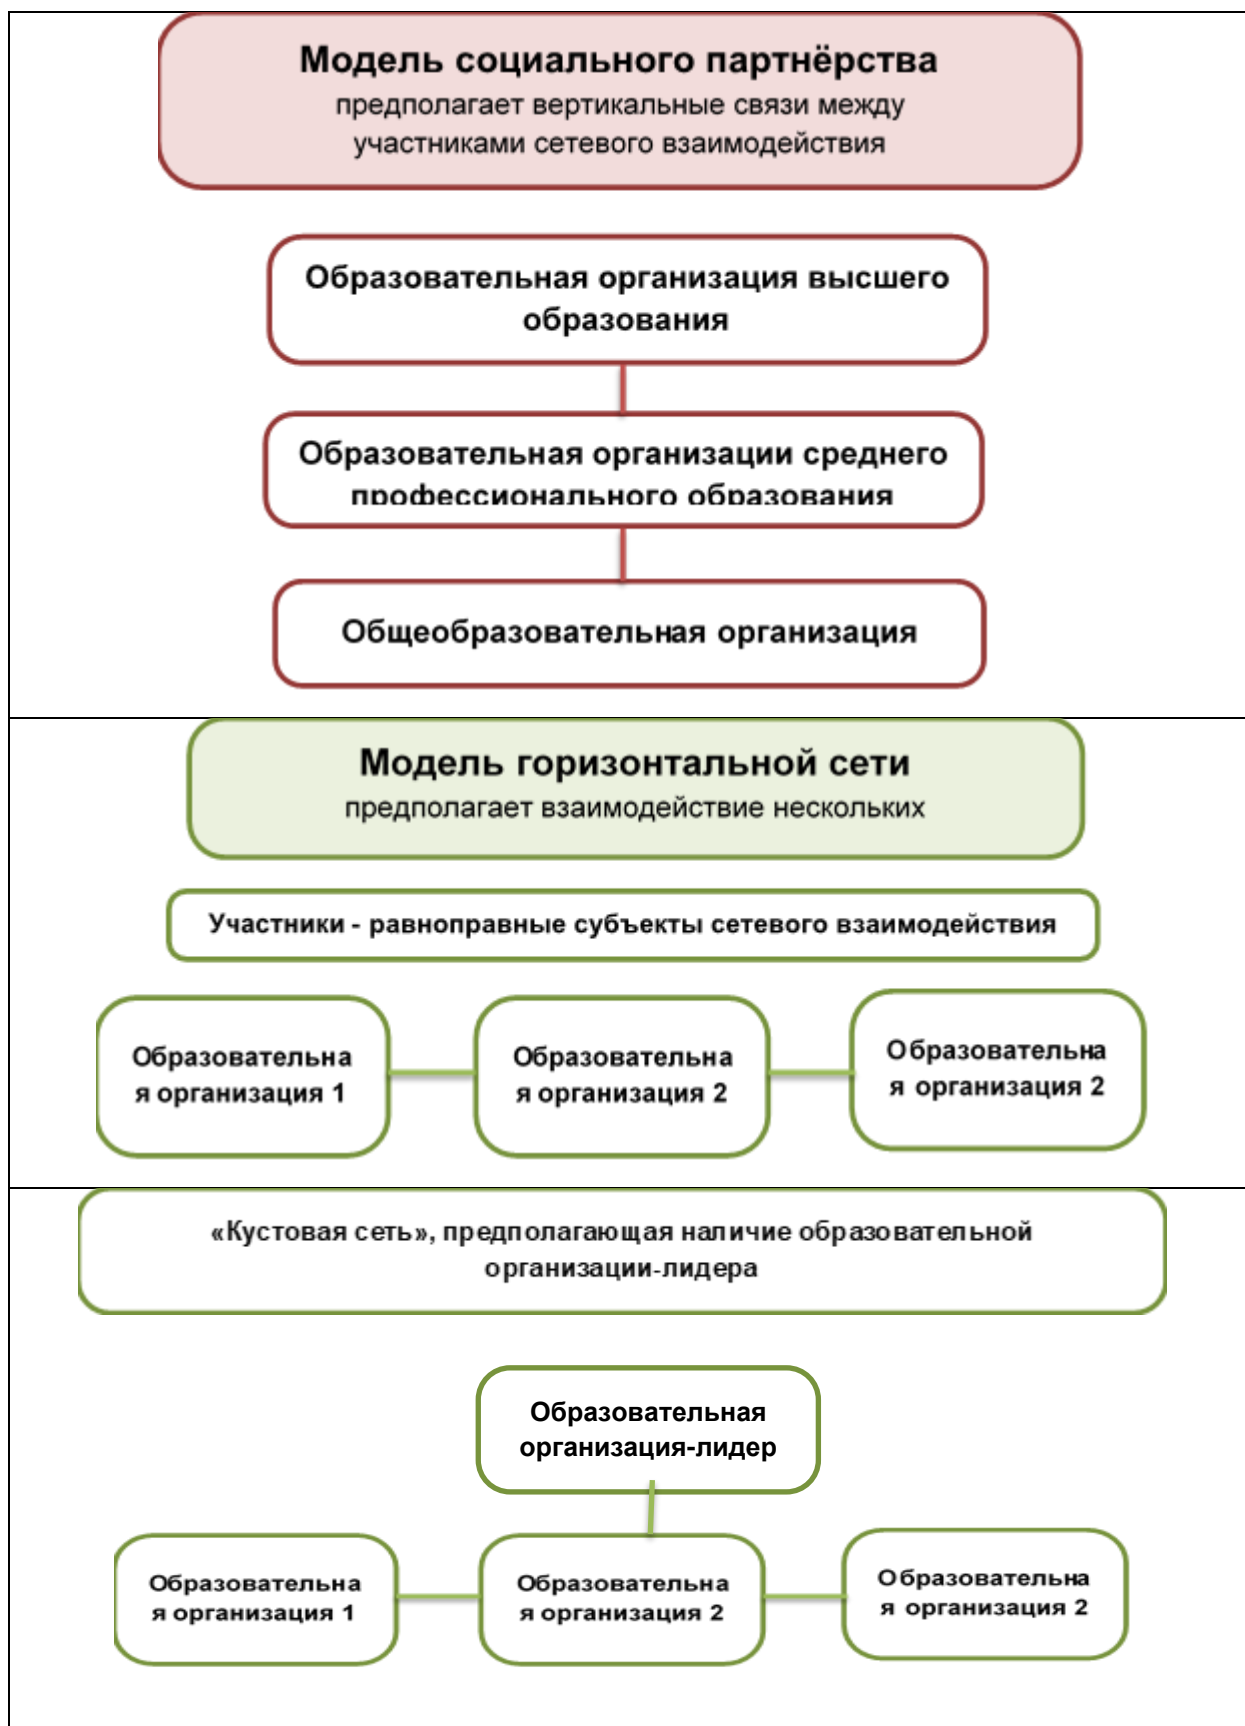 Модель социального партнёрства
предполагает вертикальные связи между
участниками сетевого взаимодействия
Образовательная организация высшего
образования
Образовательная организации среднего
профессионального образования
Общеобразовательная организация
Модель горизонтальной сети
предполагает взаимодействие нескольких
Участники - равноправные субъекты сетевого взаимодействия
Образовательна
я организация 1
Образовательна
я организация 2
Образовательна
я организация 2
«Кустовая сеть», предполагающая наличие образовательной
организации-лидера
Образовательная
организация-лидер
Образовательна
я организация 1
Образовательна
я организация 2
Образовательна
я организация 2